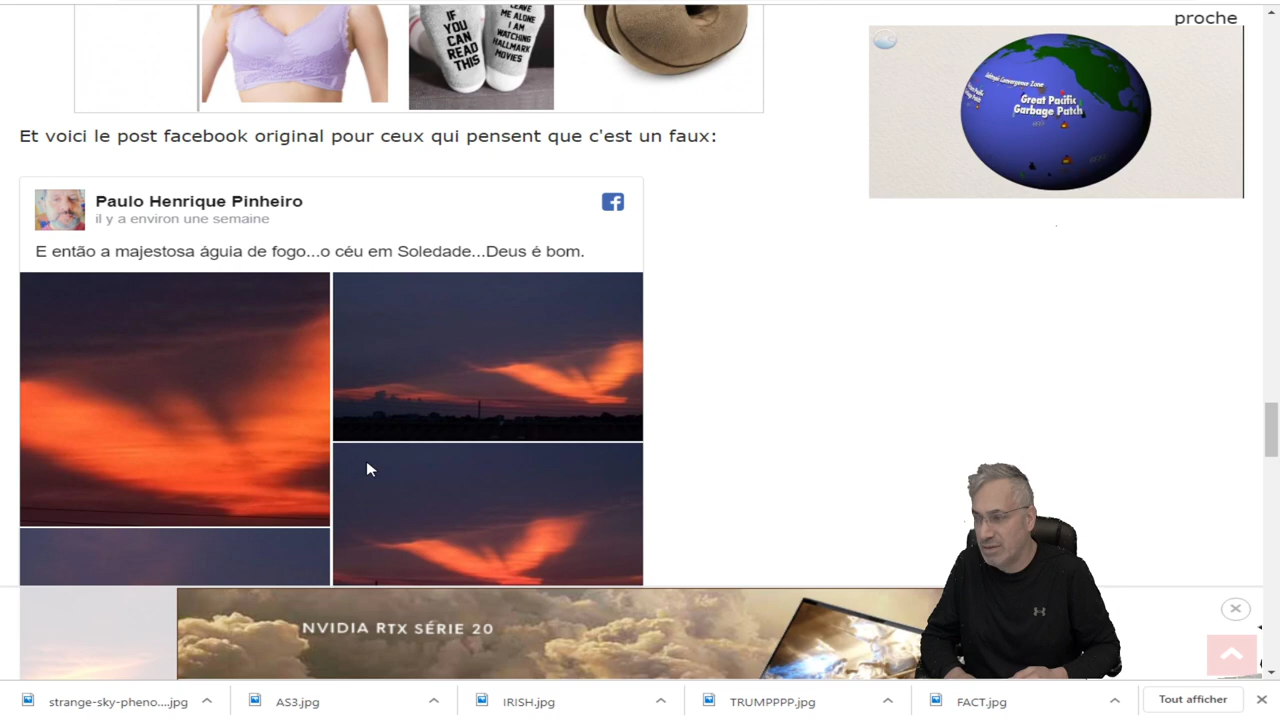 IF
YOU
CAN
READ
THIS
LEAVE
ME ALONE
I AM
WATCHING
HALLMARK
MOVIES
proche
Great Pacific
Garbage Patch
Et voici le post facebook original pour ceux qui pensent que c'est un faux:
Paulo Henrique Pinheiro
il y a environ une semaine
E então a majestosa águia de fogo...o céu em Soledade...Deus é bom.
NVIDIA RTX SÉRIE 20
strange-sky-pheno....jpg
AS3.jpg
IRISH.jpg
TRUMPPPP.jpg
FACT.jpg
Tout afficher